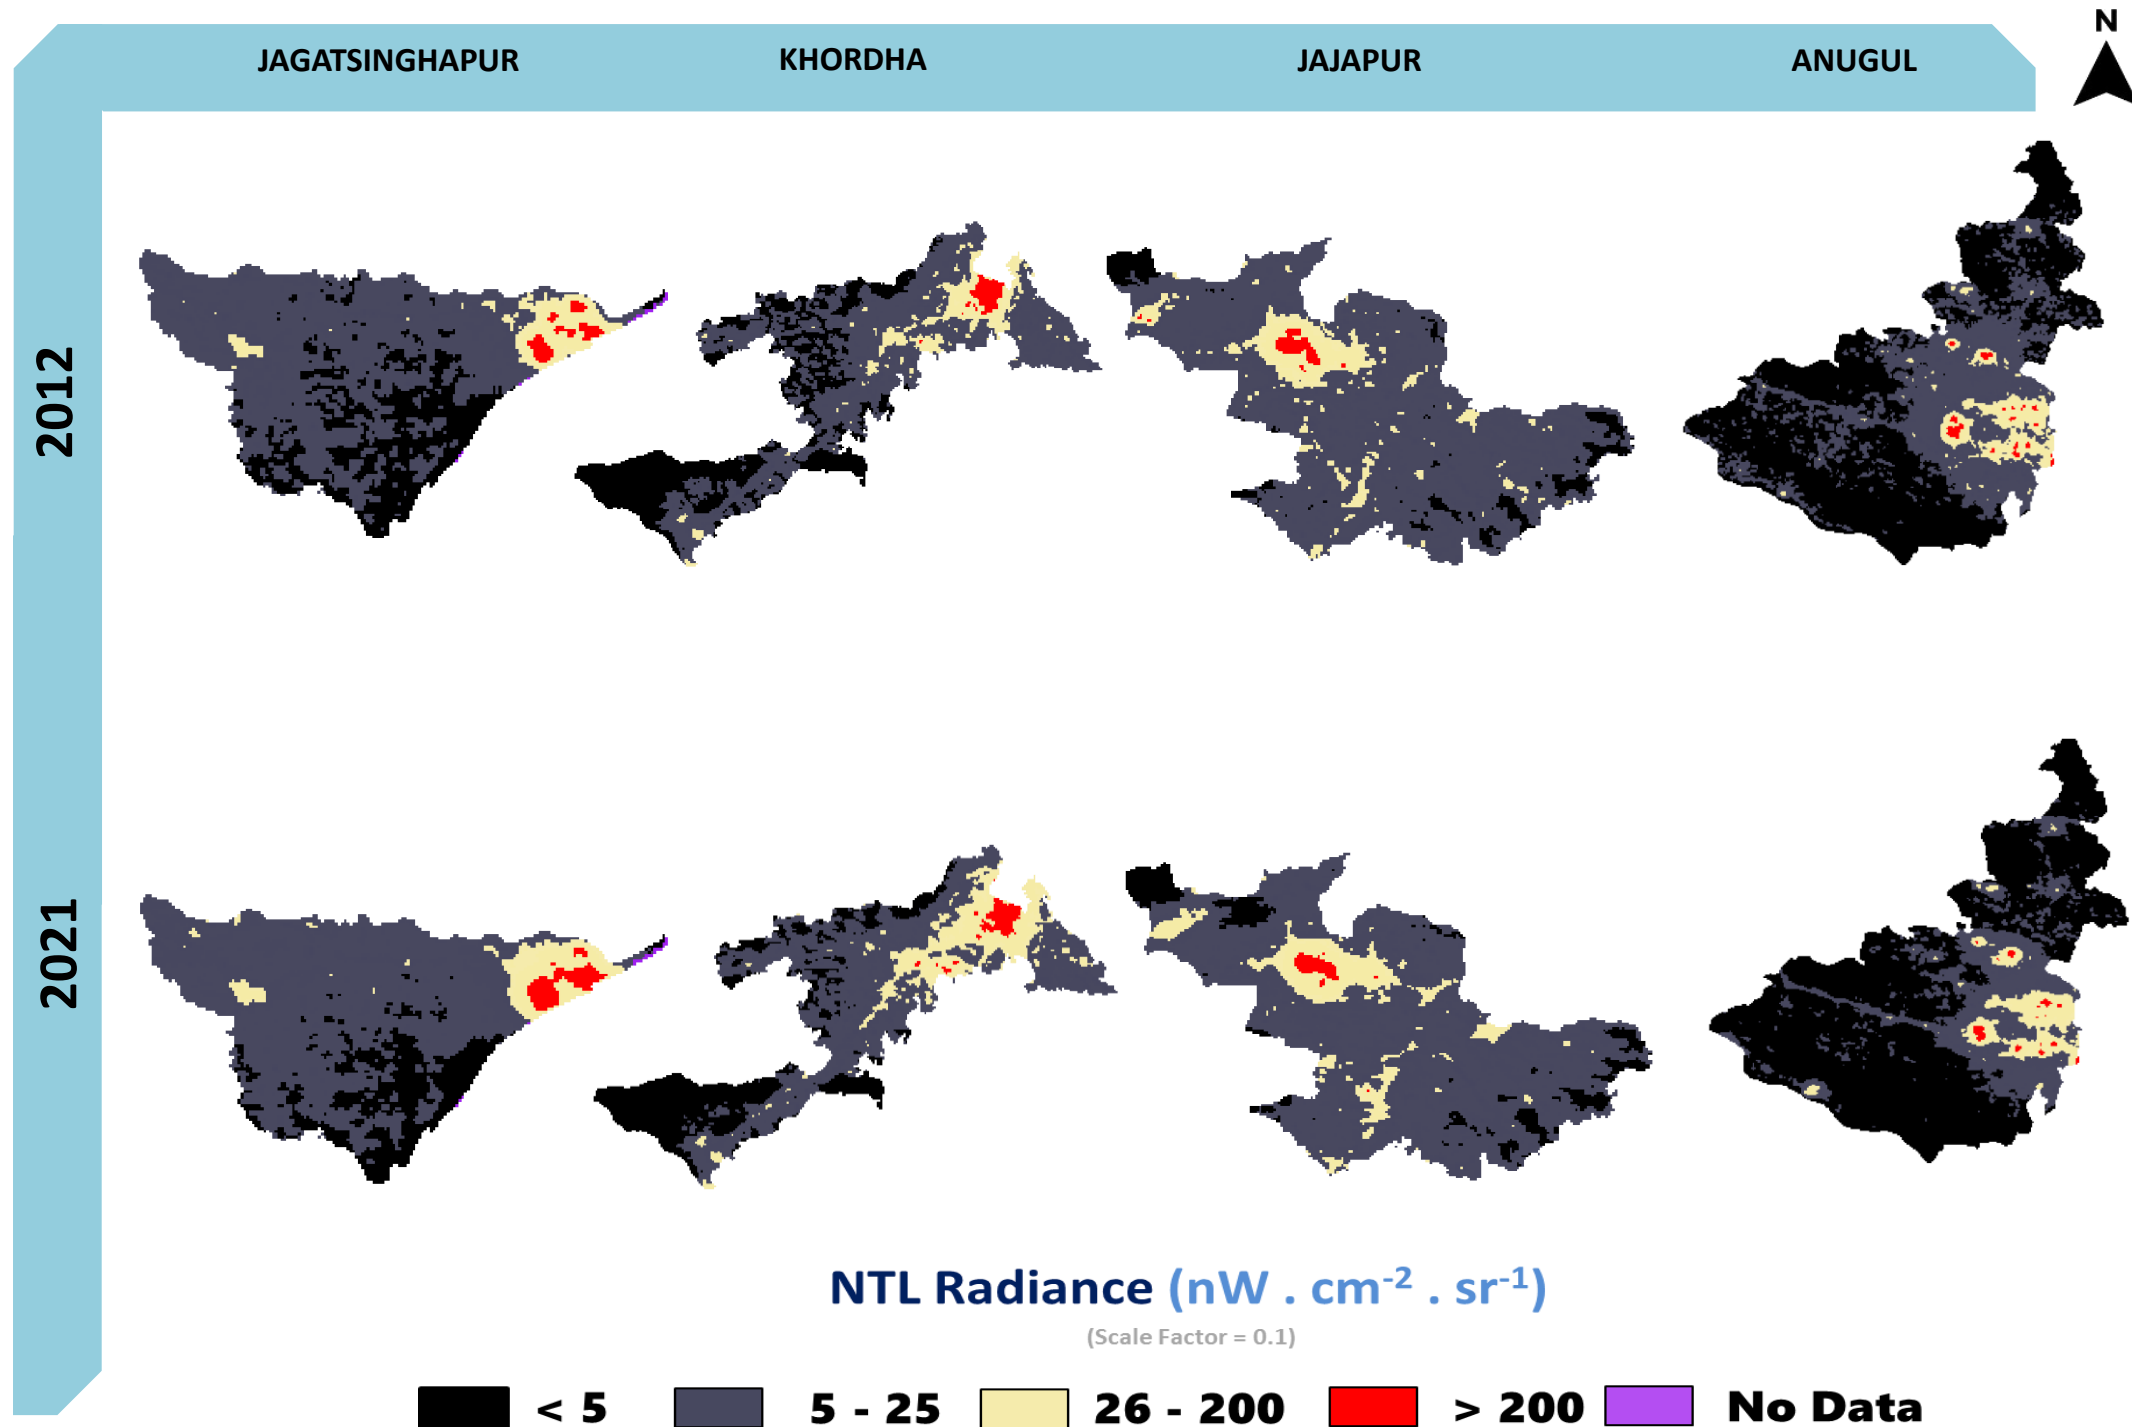 N
JAGATSINGHAPUR KHORDHA JAJAPUR ANUGUL
2012
2021
NTL Radiance (nW . cm⁻² . sr⁻¹)
(Scale Factor = 0.1)
< 5 5 - 25 26 - 200 > 200 No Data